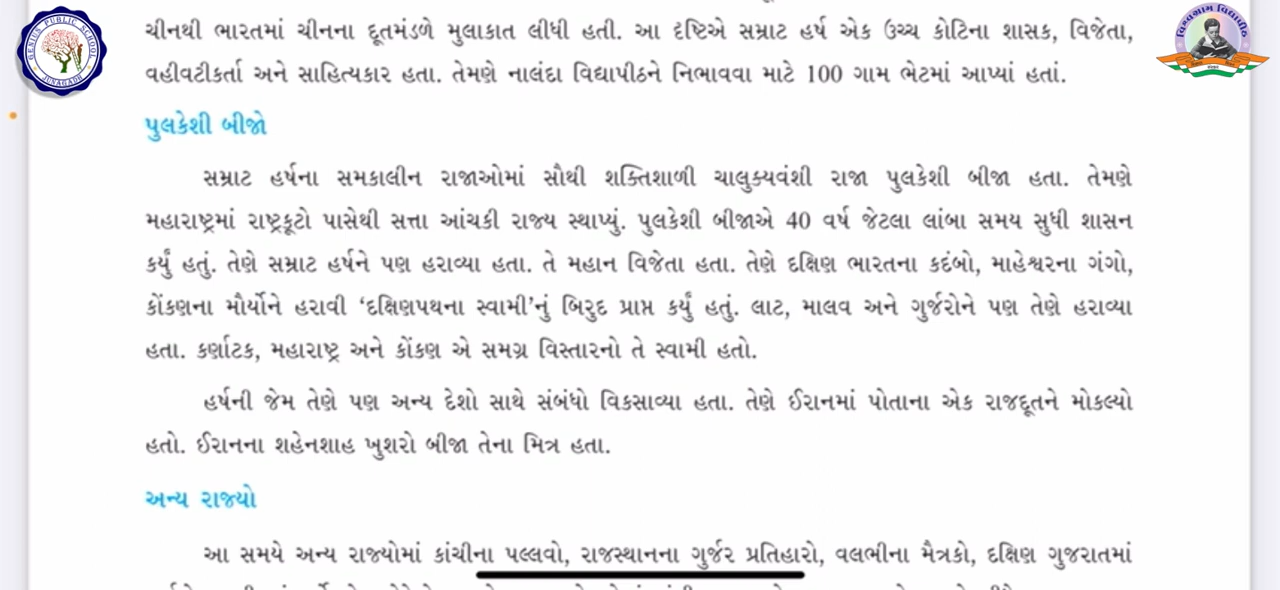 GENIUS PUBLIC SCHOOL
JUNAGADH
વિશ્વગ્રામ વિદ્યાપીઠ
ચીનથી ભારતમાં ચીનના દૂતમંડળે મુલાકાત લીધી હતી. આ દૃષ્ટિએ સમ્રાટ હર્ષ એક ઉચ્ચ કોટિના શાસક, વિજેતા,
વહીવટીકર્તા અને સાહિત્યકાર હતા. તેમણે નાલંદા વિદ્યાપીઠને નિભાવવા માટે 100 ગામ ભેટમાં આપ્યાં હતાં.
પુલકેશી બીજો
સમ્રાટ હર્ષના સમકાલીન રાજાઓમાં સૌથી શક્તિશાળી ચાલુક્યવંશી રાજા પુલકેશી બીજા હતા. તેમણે
મહારાષ્ટ્રમાં રાષ્ટ્રકૂટો પાસેથી સત્તા આંચકી રાજ્ય સ્થાપ્યું. પુલકેશી બીજાએ 40 વર્ષ જેટલા લાંબા સમય સુધી શાસન
કર્યું હતું. તેણે સમ્રાટ હર્ષને પણ હરાવ્યા હતા. તે મહાન વિજેતા હતા. તેણે દક્ષિણ ભારતના કદંબો, માહેશ્વરના ગંગો,
કોંકણના મૌર્યોને હરાવી ‘દક્ષિણપથના સ્વામી’નું બિરુદ પ્રાપ્ત કર્યું હતું. લાટ, માલવ અને ગુર્જરોને પણ તેણે હરાવ્યા
હતા. કર્ણાટક, મહારાષ્ટ્ર અને કોંકણ એ સમગ્ર વિસ્તારનો તે સ્વામી હતો.
હર્ષની જેમ તેણે પણ અન્ય દેશો સાથે સંબંધો વિકસાવ્યા હતા. તેણે ઈરાનમાં પોતાના એક રાજદૂતને મોકલ્યો
હતો. ઈરાનના શહેનશાહ ખુશરો બીજા તેના મિત્ર હતા.
અન્ય રાજ્યો
આ સમયે અન્ય રાજ્યોમાં કાંચીના પલ્લવો, રાજસ્થાનના ગુર્જર પ્રતિહારો, વલભીના મૈત્રકો, દક્ષિણ ગુજરાતમાં